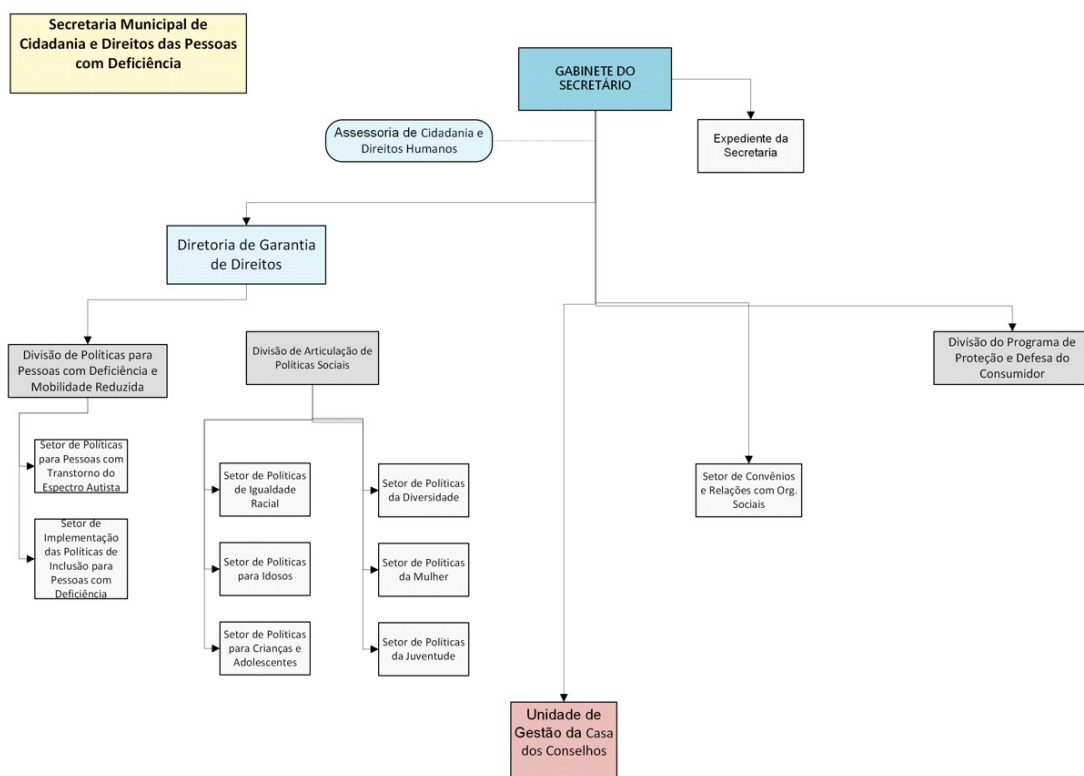 Secretaria Municipal de
Cidadania e Direitos das Pessoas
com Deficiência
GABINETE DO
SECRETÁRIO
Assessoria de Cidadania e
Direitos Humanos
Expediente da
Secretaria
Diretoria de Garantia
de Direitos
Divisão de Políticas para
Pessoas com Deficiência e
Mobilidade Reduzida
Divisão de Articulação de
Políticas Sociais
Divisão do Programa de
Proteção e Defesa do
Consumidor
Setor de Políticas
para Pessoas com
Transtorno do
Espectro Autista
Setor de
Implementação
das Políticas de
Inclusão para
Pessoas com
Deficiência
Setor de Políticas
de Igualdade
Racial
Setor de Políticas
para Idosos
Setor de Políticas
para Crianças e
Adolescentes
Setor de Políticas
da Diversidade
Setor de Políticas
da Mulher
Setor de Políticas
da Juventude
Setor de Convênios
e Relações com Org.
Sociais
Unidade de
Gestão da Casa
dos Conselhos